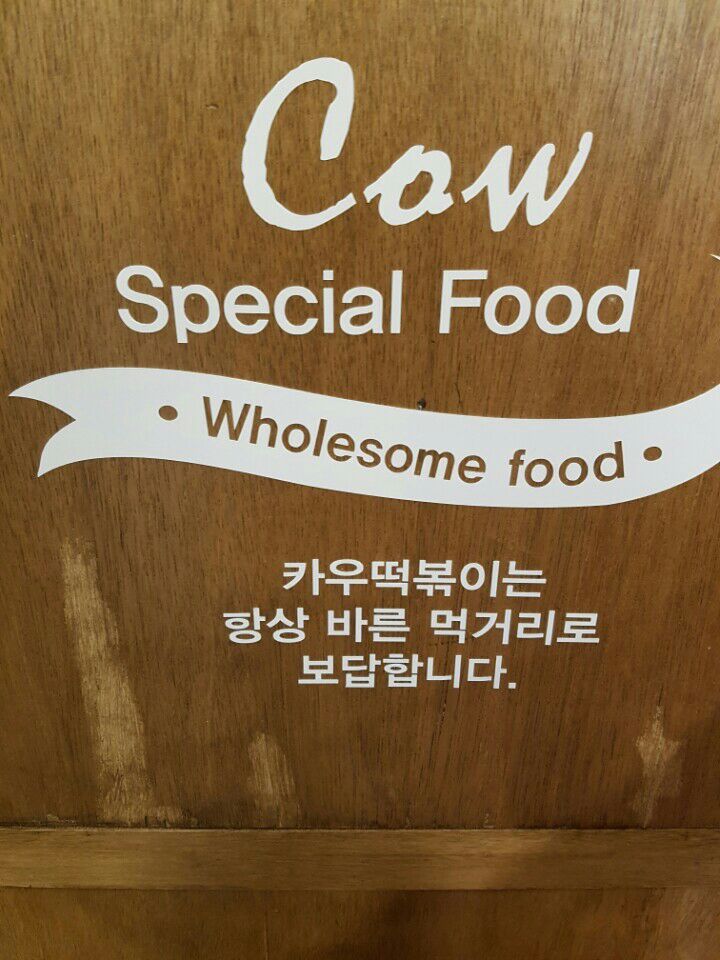 Cow
Special Food
• Wholesome food •
카우떡볶이는
항상 바른 먹거리로
보답합니다.